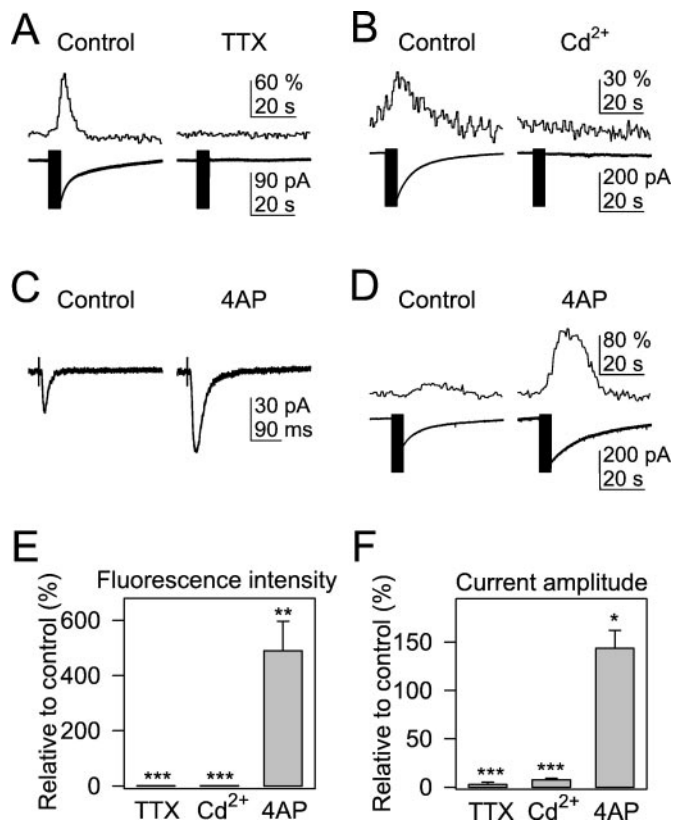 A B
Control TTX Control Cd²⁺
60 %
20 s
30 %
20 s
90 pA
20 s
200 pA
20 s
C D
Control 4AP Control 4AP
80 %
20 s
30 pA
90 ms
200 pA
20 s
E
Fluorescence intensity
Relative to control (%)
600
400
200
0
*** *** **
TTX Cd²⁺ 4AP
F
Current amplitude
Relative to control (%)
150
100
50
0
*** *** *
TTX Cd²⁺ 4AP